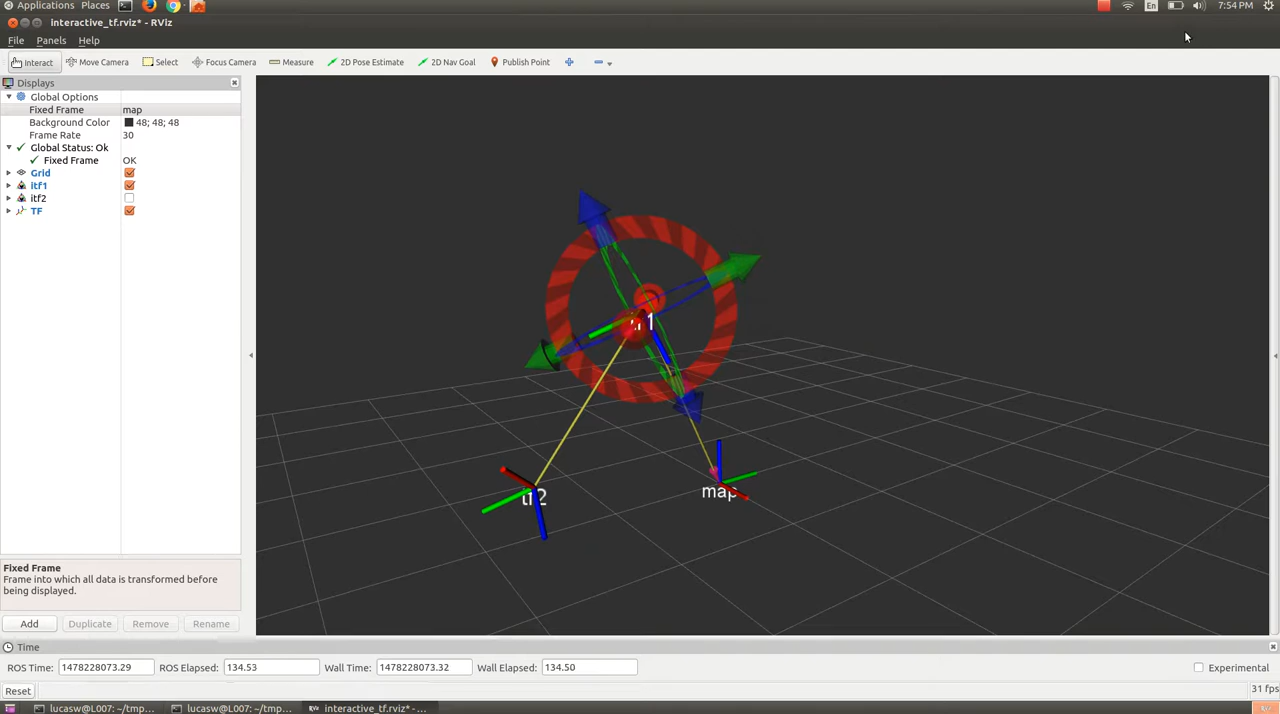 Applications Places En 7:54 PM
interactive_tf.rviz* - RViz
File Panels Help
Interact Move Camera Select Focus Camera Measure 2D Pose Estimate 2D Nav Goal Publish Point
Displays
Global Options
Fixed Frame map
Background Color 48; 48; 48
Frame Rate 30
Global Status: Ok
Fixed Frame OK
Grid
itf1
itf2
TF
tf2
map
Fixed Frame
Frame into which all data is transformed before
being displayed.
Add Duplicate Remove Rename
Time
ROS Time: 1478228073.29 ROS Elapsed: 134.53 Wall Time: 1478228073.32 Wall Elapsed: 134.50 Experimental
Reset 31 fps
lucasw@L007: ~/tmp... lucasw@L007: ~/tmp... interactive_tf.rviz* - ...